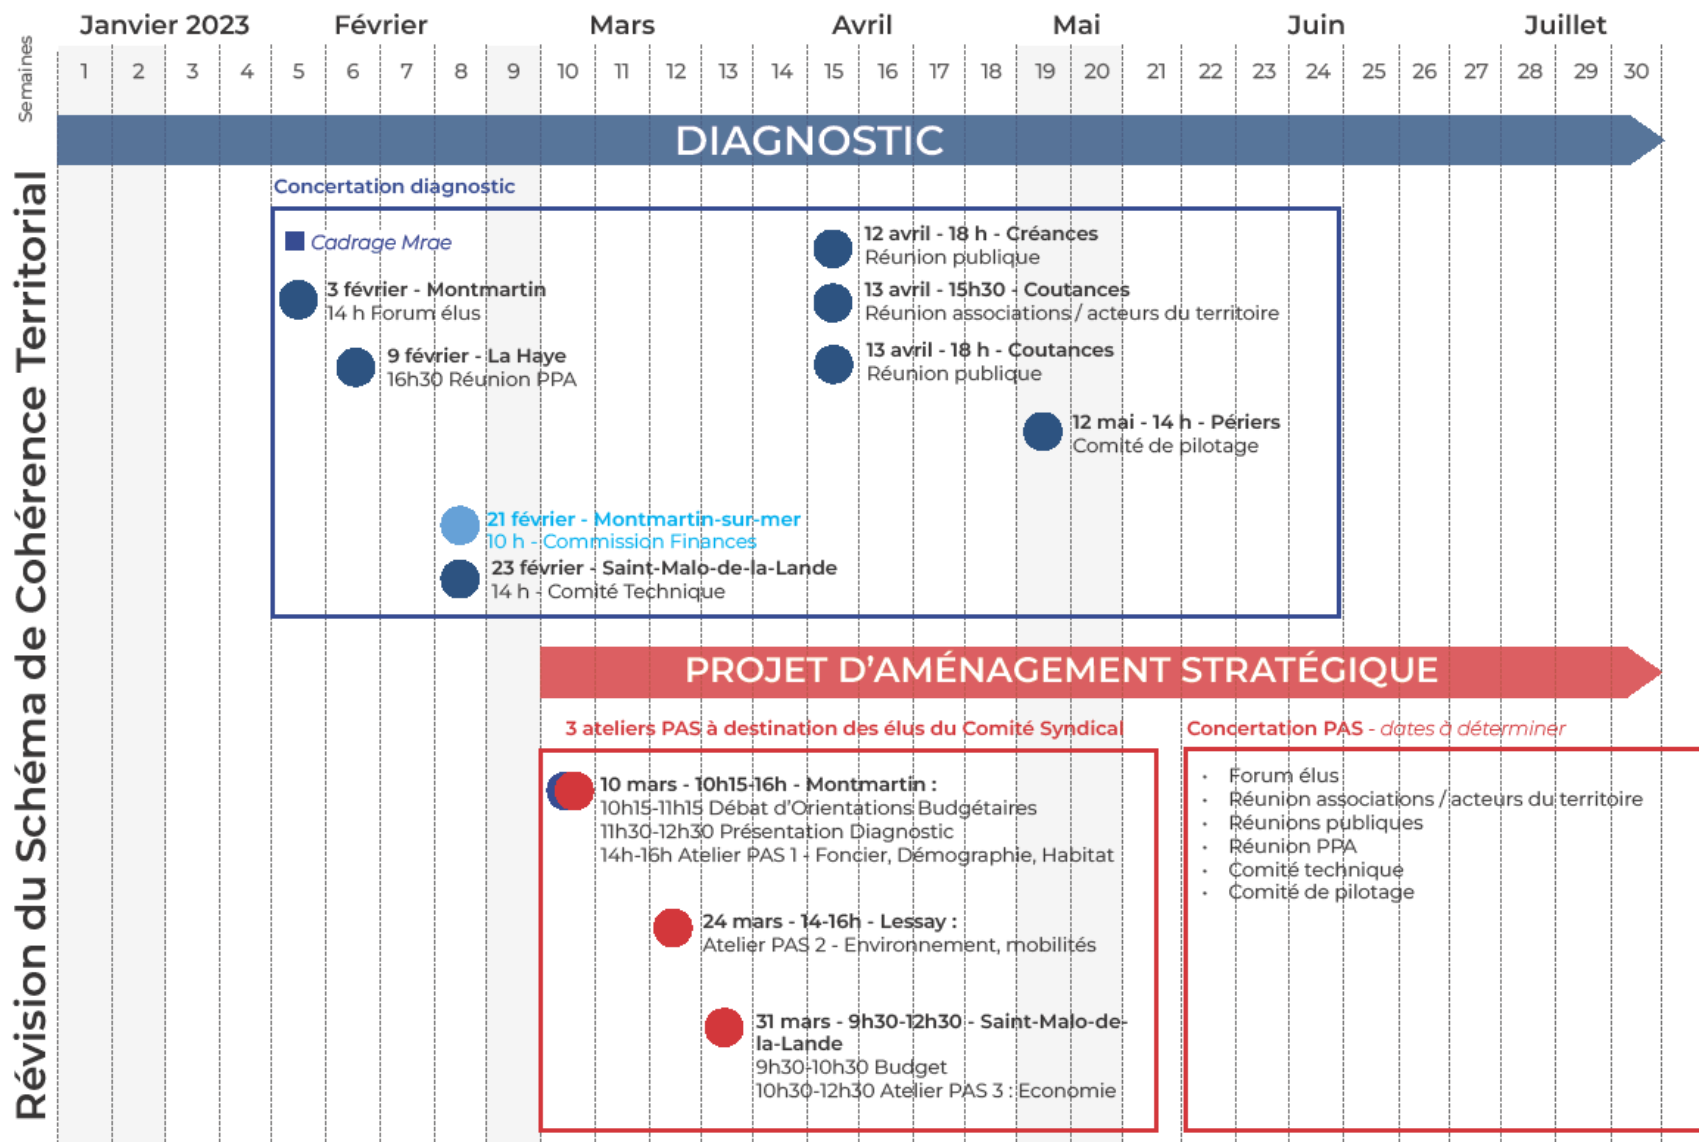 Janvier 2023 Février Mars Avril Mai Juin Juillet
Semaines
1 2 3 4 5 6 7 8 9 10 11 12 13 14 15 16 17 18 19 20 21 22 23 24 25 26 27 28 29 30
Révision du Schéma de Cohérence Territorial
DIAGNOSTIC
Concertation diagnostic
Cadrage Mrae
3 février - Montmartin
14 h Forum élus
9 février - La Haye
16h30 Réunion PPA
12 avril - 18 h - Créances
Réunion publique
13 avril - 15h30 - Coutances
Réunion associations / acteurs du territoire
13 avril - 18 h - Coutances
Réunion publique
12 mai - 14 h - Périers
Comité de pilotage
21 février - Montmartin-sur-mer
10 h - Commission Finances
23 février - Saint-Malo-de-la-Lande
14 h - Comité Technique
PROJET D'AMÉNAGEMENT STRATÉGIQUE
3 ateliers PAS à destination des élus du Comité Syndical
10 mars - 10h15-16h - Montmartin :
10h15-11h15 Débat d'Orientations Budgétaires
11h30-12h30 Présentation Diagnostic
14h-16h Atelier PAS 1 - Foncier, Démographie, Habitat
24 mars - 14-16h - Lessay :
Atelier PAS 2 - Environnement, mobilités
31 mars - 9h30-12h30 - Saint-Malo-de-
la-Lande
9h30-10h30 Budget
10h30-12h30 Atelier PAS 3 : Economie
Concertation PAS - dates à déterminer
· Forum élus
· Réunion associations / acteurs du territoire
· Réunions publiques
· Réunion PPA
· Comité technique
· Comité de pilotage